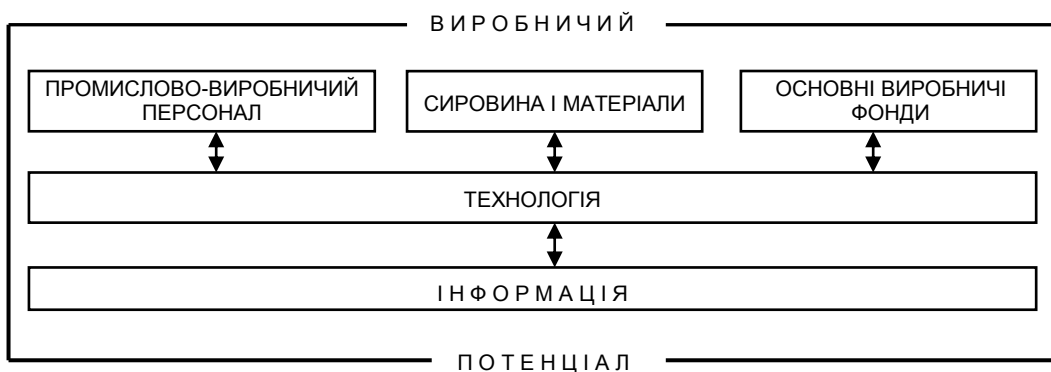 ВИРОБНИЧИЙ
ПРОМИСЛОВО-ВИРОБНИЧИЙ
ПЕРСОНАЛ
СИРОВИНА І МАТЕРІАЛИ
ОСНОВНІ ВИРОБНИЧІ
ФОНДИ
ТЕХНОЛОГІЯ
ІНФОРМАЦІЯ
ПОТЕНЦІАЛ